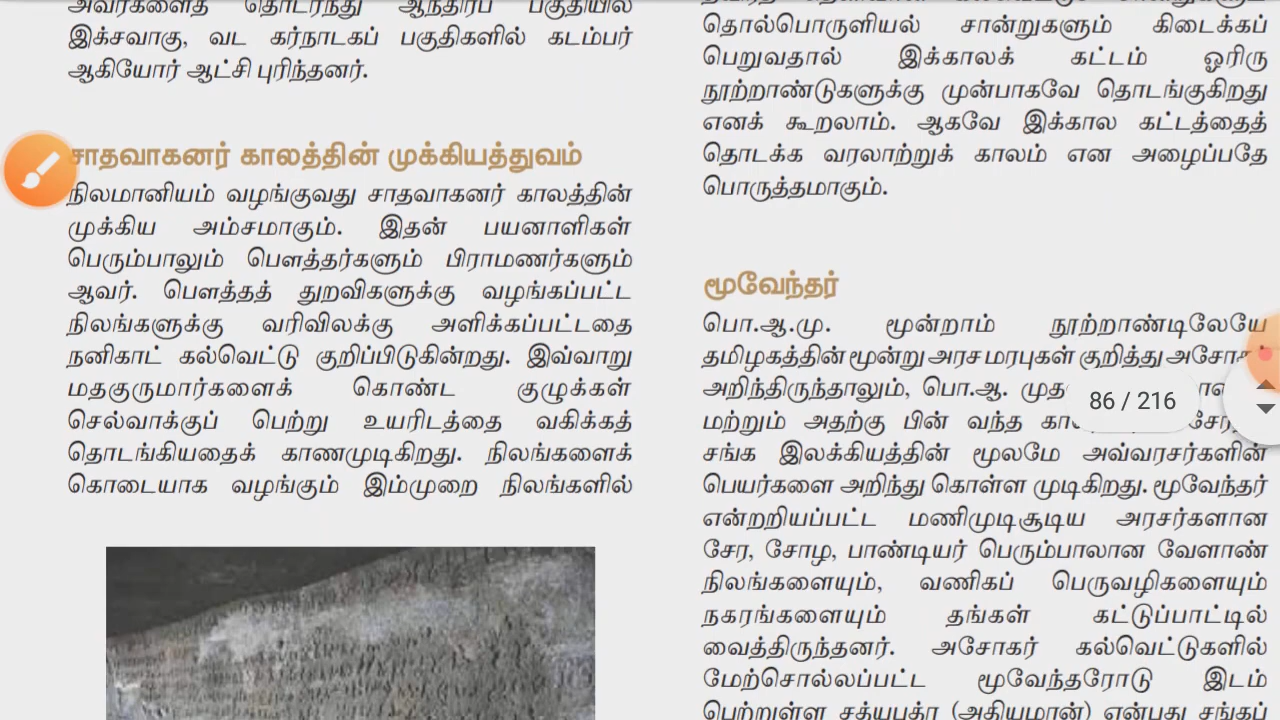 அவர்களைத் தொடர்ந்து ஆந்திரப் பகுதியில்
இக்சவாகு, வட கர்நாடகப் பகுதிகளில் கடம்பர்
ஆகியோர் ஆட்சி புரிந்தனர்.
சாதவாகனர் காலத்தின் முக்கியத்துவம்
நிலமானியம் வழங்குவது சாதவாகனர் காலத்தின்
முக்கிய அம்சமாகும். இதன் பயனாளிகள்
பெரும்பாலும் பௌத்தர்களும் பிராமணர்களும்
ஆவர். பௌத்தத் துறவிகளுக்கு வழங்கப்பட்ட
நிலங்களுக்கு வரிவிலக்கு அளிக்கப்பட்டதை
நனிகாட் கல்வெட்டு குறிப்பிடுகின்றது. இவ்வாறு
மதகுருமார்களைக் கொண்ட குழுக்கள்
செல்வாக்குப் பெற்று உயரிடத்தை வகிக்கத்
தொடங்கியதைக் காணமுடிகிறது. நிலங்களைக்
கொடையாக வழங்கும் இம்முறை நிலங்களில்
தொல்பொருளியல் சான்றுகளும் கிடைக்கப்
பெறுவதால் இக்காலக் கட்டம் ஓரிரு
நூற்றாண்டுகளுக்கு முன்பாகவே தொடங்குகிறது
எனக் கூறலாம். ஆகவே இக்கால கட்டத்தைத்
தொடக்க வரலாற்றுக் காலம் என அழைப்பதே
பொருத்தமாகும்.
மூவேந்தர்
பொ.ஆ.மு. மூன்றாம் நூற்றாண்டிலேயே
தமிழகத்தின் மூன்று அரச மரபுகள் குறித்து
அறிந்திருந்தாலும், பொ.ஆ.
மற்றும் அதற்கு பின் வந்த
சங்க இலக்கியத்தின் மூலமே அவ்வரசர்களின்
பெயர்களை அறிந்து கொள்ள முடிகிறது. மூவேந்தர்
என்றறியப்பட்ட மணிமுடிசூடிய அரசர்களான
சேர, சோழ, பாண்டியர் பெரும்பாலான வேளாண்
நிலங்களையும், வணிகப் பெருவழிகளையும்
நகரங்களையும் தங்கள் கட்டுப்பாட்டில்
வைத்திருந்தனர். அசோகர் கல்வெட்டுகளில்
மேற்சொல்லப்பட்ட மூவேந்தரோடு இடம்
பெற்றுள்ள சத்யபுத்ர (அதியமான்) என்பது சங்கப்
86 / 216